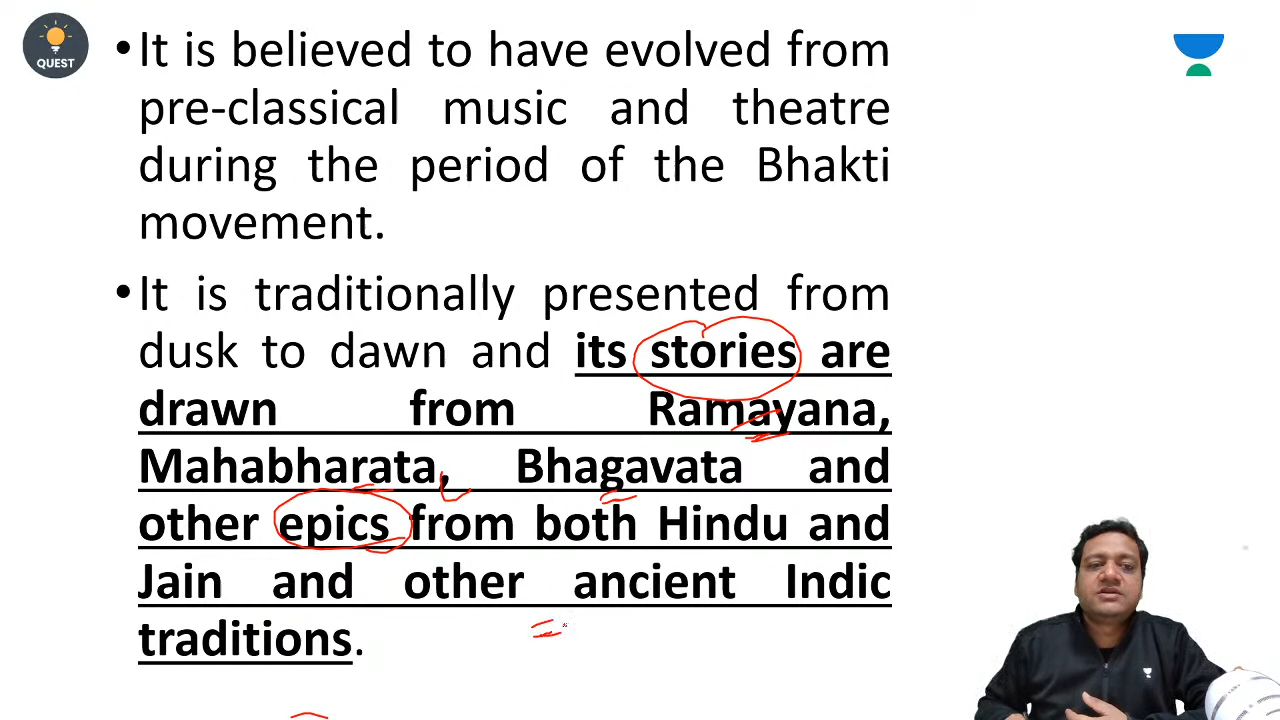 QUEST
•It is believed to have evolved from
pre-classical music and theatre
during the period of the Bhakti
movement.
•It is traditionally presented from
dusk to dawn and its stories are
drawn from Ramayana,
Mahabharata, Bhagavata and
other epics from both Hindu and
Jain and other ancient Indic
traditions.